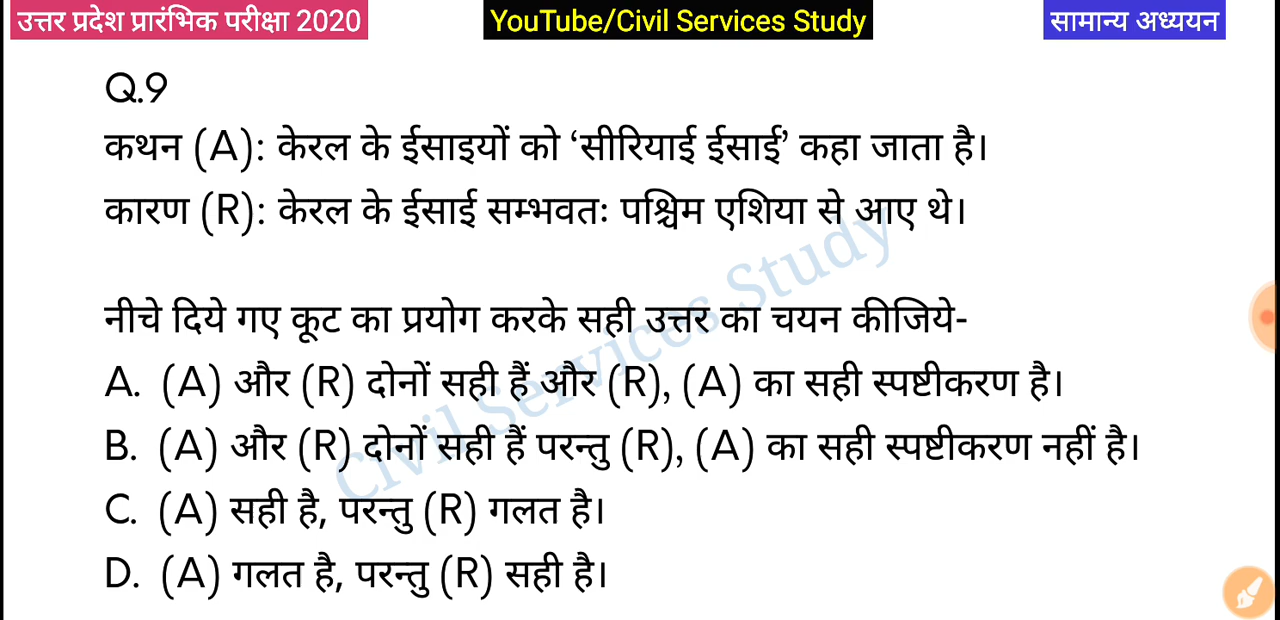 उत्तर प्रदेश प्रारंभिक परीक्षा 2020
YouTube/Civil Services Study
सामान्य अध्ययन
Q.9
कथन (A): केरल के ईसाइयों को ‘सीरियाई ईसाई’ कहा जाता है।
कारण (R): केरल के ईसाई सम्भवतः पश्चिम एशिया से आए थे।
नीचे दिये गए कूट का प्रयोग करके सही उत्तर का चयन कीजिये-
A. (A) और (R) दोनों सही हैं और (R), (A) का सही स्पष्टीकरण है।
B. (A) और (R) दोनों सही हैं परन्तु (R), (A) का सही स्पष्टीकरण नहीं है।
C. (A) सही है, परन्तु (R) गलत है।
D. (A) गलत है, परन्तु (R) सही है।
Civil Services Study